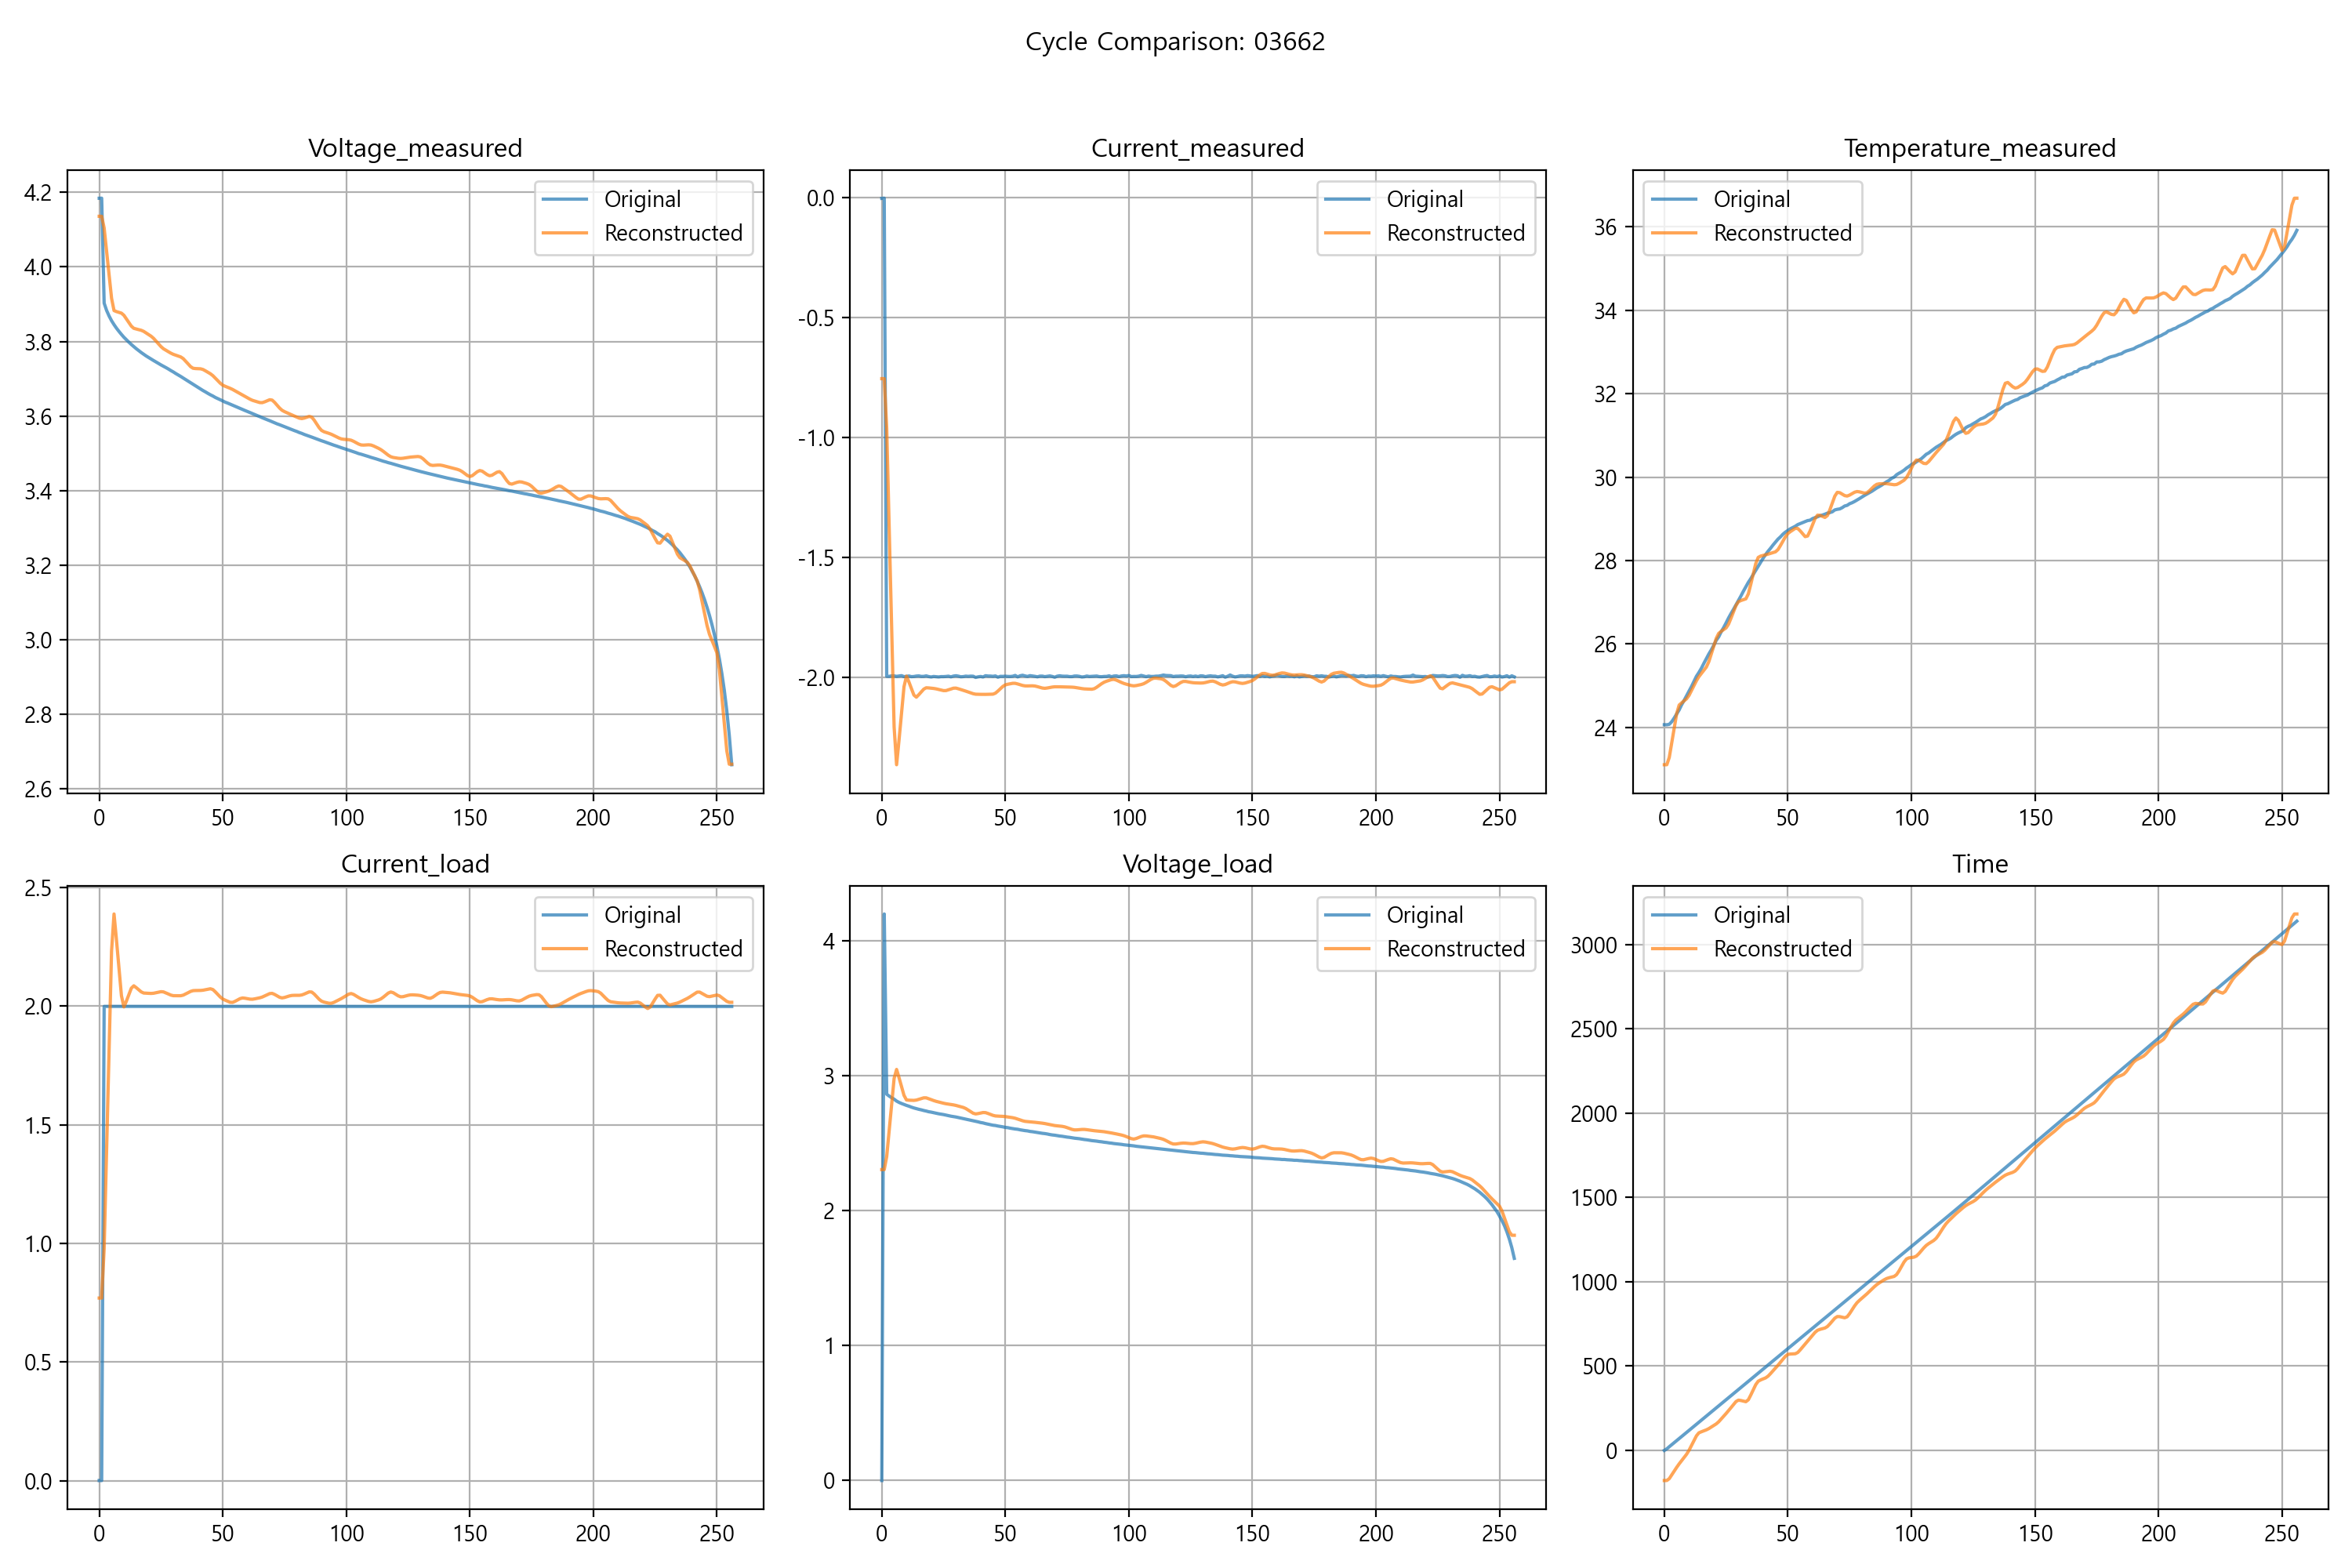 Cycle Comparison: 03662
Voltage_measured
4.2
4.0
3.8
3.6
3.4
3.2
3.0
2.8
2.6
0 50 100 150 200 250
Original
Reconstructed
Current_measured
0.0
-0.5
-1.0
-1.5
-2.0
0 50 100 150 200 250
Original
Reconstructed
Temperature_measured
36
34
32
30
28
26
24
0 50 100 150 200 250
Original
Reconstructed
Current_load
2.5
2.0
1.5
1.0
0.5
0.0
0 50 100 150 200 250
Original
Reconstructed
Voltage_load
4
3
2
1
0
0 50 100 150 200 250
Original
Reconstructed
Time
3000
2500
2000
1500
1000
500
0
0 50 100 150 200 250
Original
Reconstructed